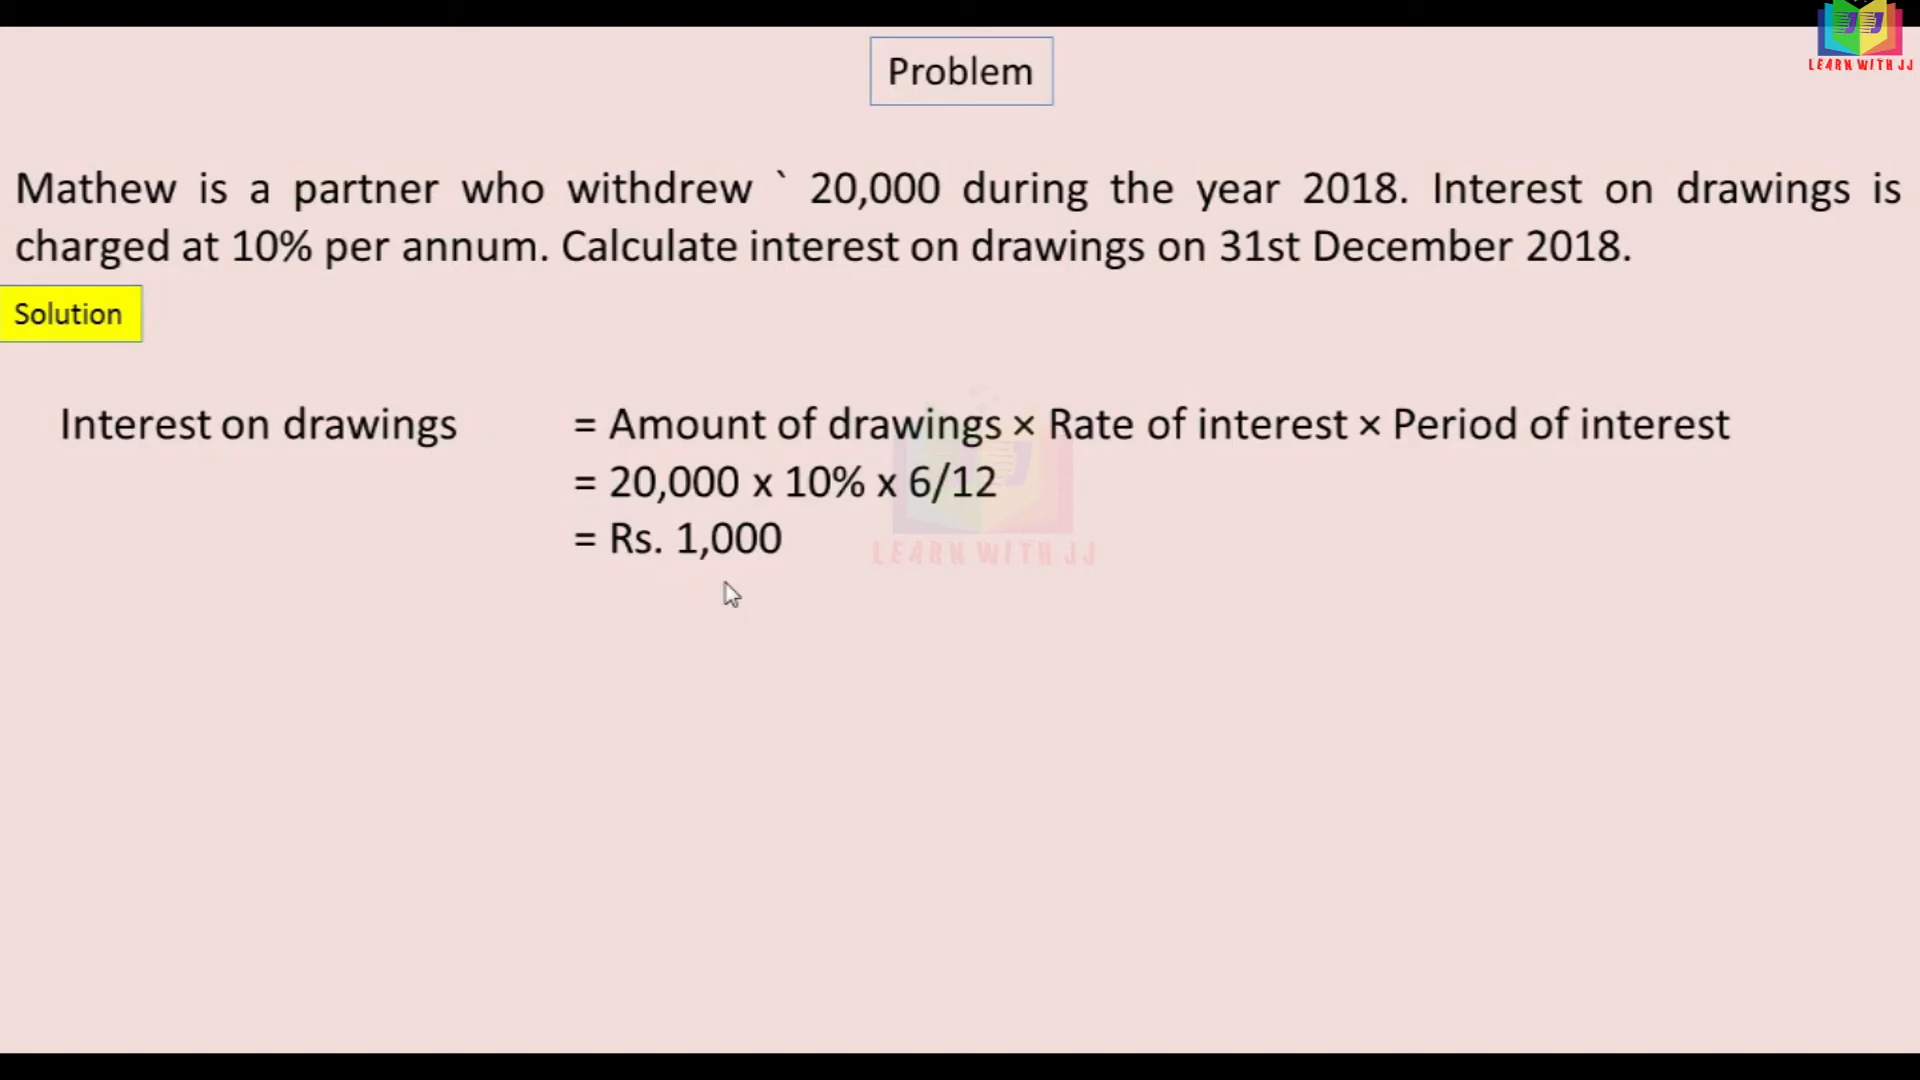 LEARN WITH JJ
Problem
Mathew is a partner who withdrew ` 20,000 during the year 2018. Interest on drawings is
charged at 10% per annum. Calculate interest on drawings on 31st December 2018.
Solution
Interest on drawings = Amount of drawings × Rate of interest × Period of interest
= 20,000 x 10% x 6/12
= Rs. 1,000
LEARN WITH JJ